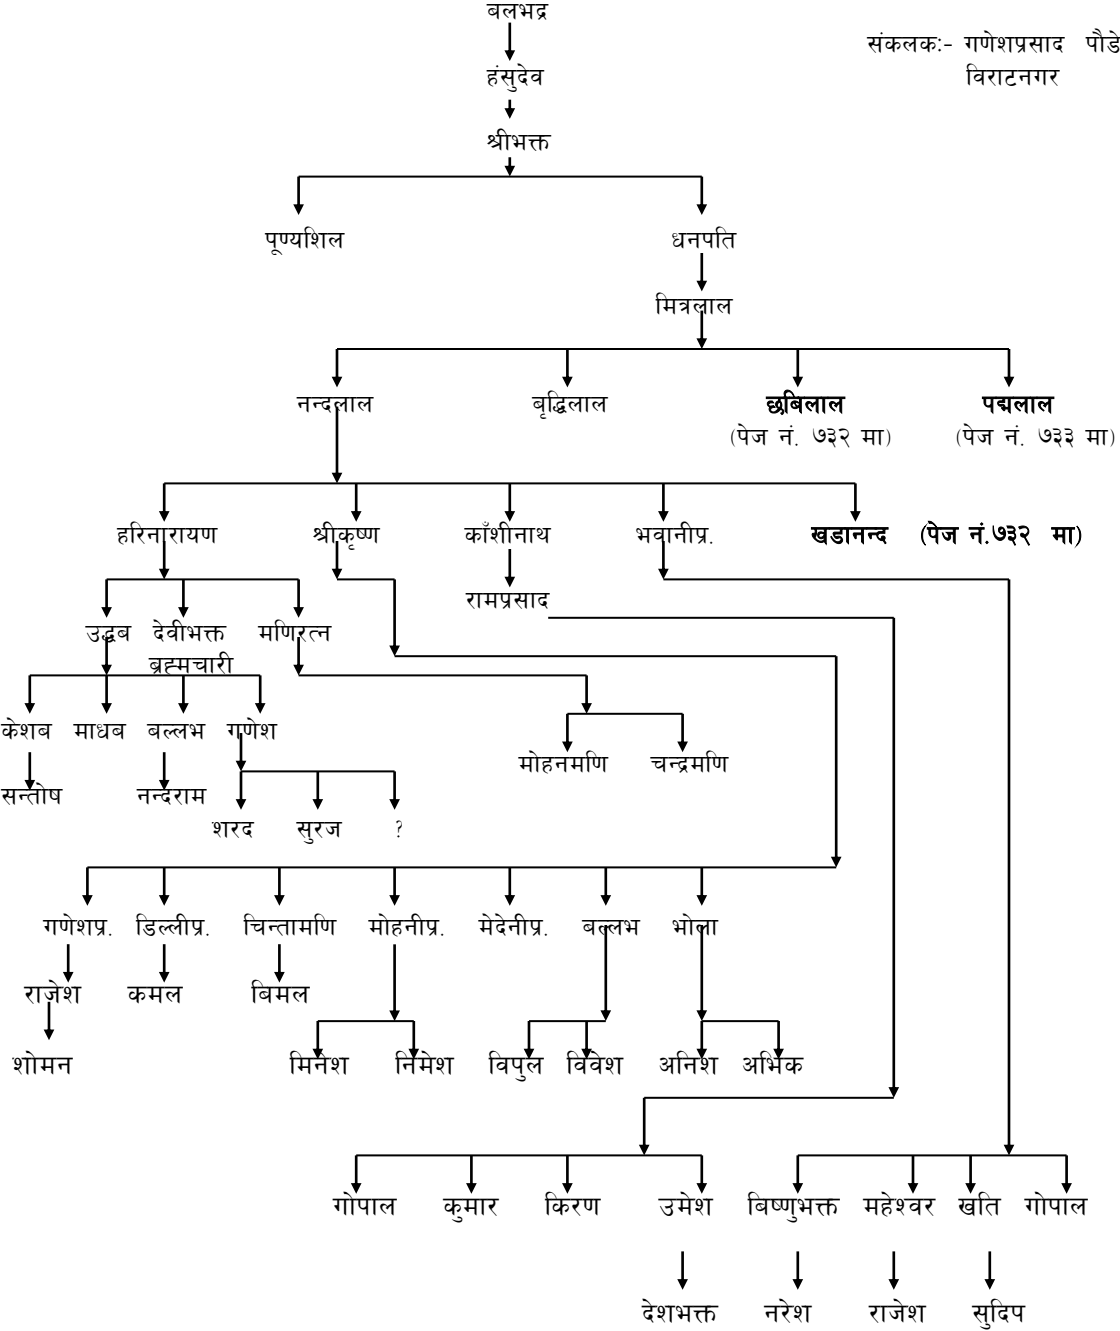 बलभद्र
संकलकः- गणेशप्रसाद पौडे
विराटनगर
हंसुदेव
श्रीभक्त
पूण्यशिल धनपति
मित्रलाल
नन्दलाल बृद्धिलाल छबिलाल पद्मलाल
(पेज नं. ७३२ मा) (पेज नं. ७३३ मा)
हरिनारायण श्रीकृष्ण काँशीनाथ भवानीप्र. खडानन्द (पेज नं.७३२ मा)
रामप्रसाद
उद्धब देवीभक्त मणिरत्न
ब्रह्मचारी
केशब माधब बल्लभ गणेश
मोहनमणि चन्द्रमणि
सन्तोष नन्दराम
शरद सुरज ?
गणेशप्र. डिल्लीप्र. चिन्तामणि मोहनीप्र. मेदेनीप्र. बल्लभ भोला
राजेश कमल बिमल
शोमन मिनेश निमेश विपुल विवेश अनिश अभिक
गोपाल कुमार किरण उमेश बिष्णुभक्त महेश्वर खति गोपाल
देशभक्त नरेश राजेश सुदिप